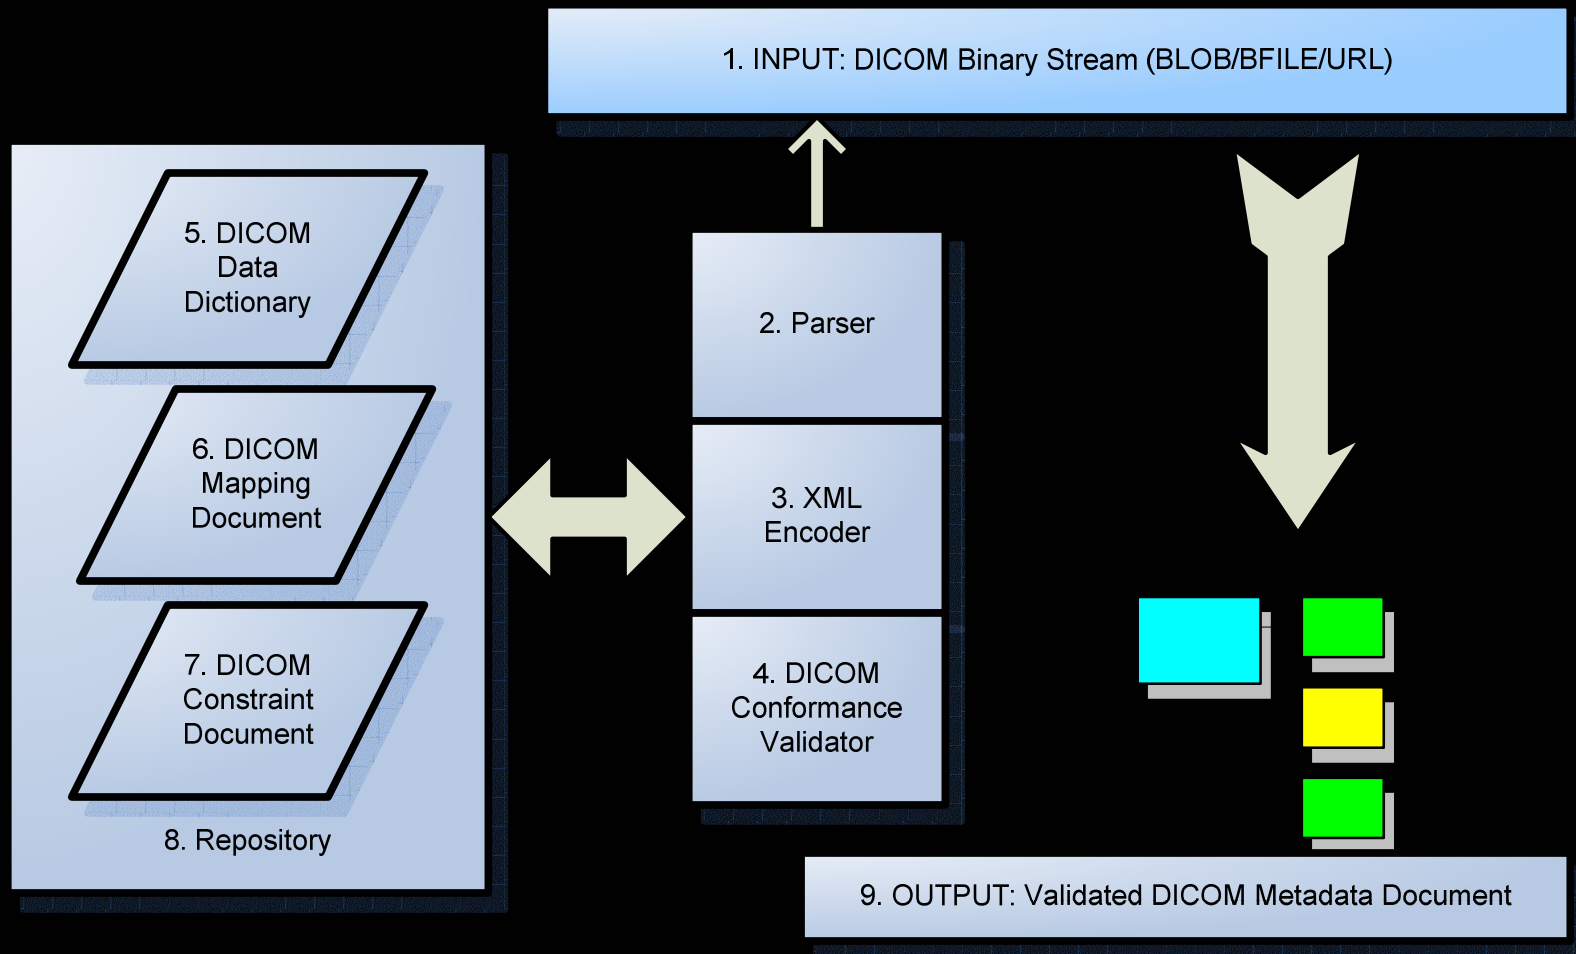 1. INPUT: DICOM Binary Stream (BLOB/BFILE/URL)
2. Parser
3. XML
Encoder
4. DICOM
Conformance
Validator
5. DICOM
Data
Dictionary
6. DICOM
Mapping
Document
7. DICOM
Constraint
Document
8. Repository
9. OUTPUT: Validated DICOM Metadata Document